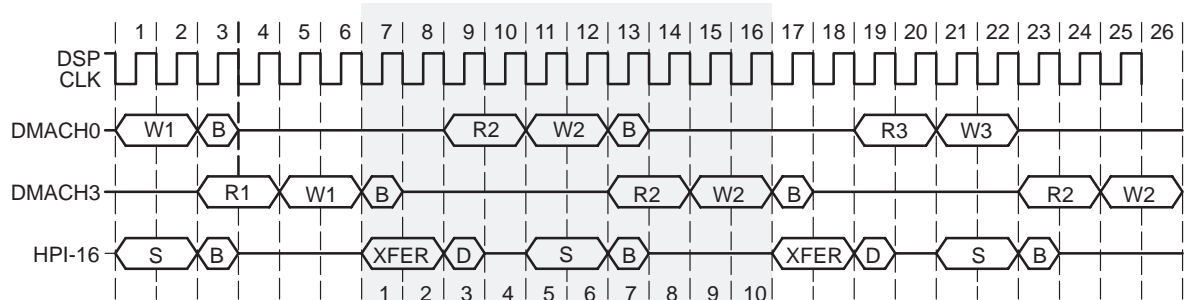 1 2 3 4 5 6 7 8 9 10 11 12 13 14 15 16 17 18 19 20 21 22 23 24 25 26
DSP
CLK
DMACH0 W1 B R2 W2 B R3 W3
DMACH3 R1 W1 B R2 W2 B R2 W2
HPI-16 S B XFER D S B XFER D S B
1 2 3 4 5 6 7 8 9 10